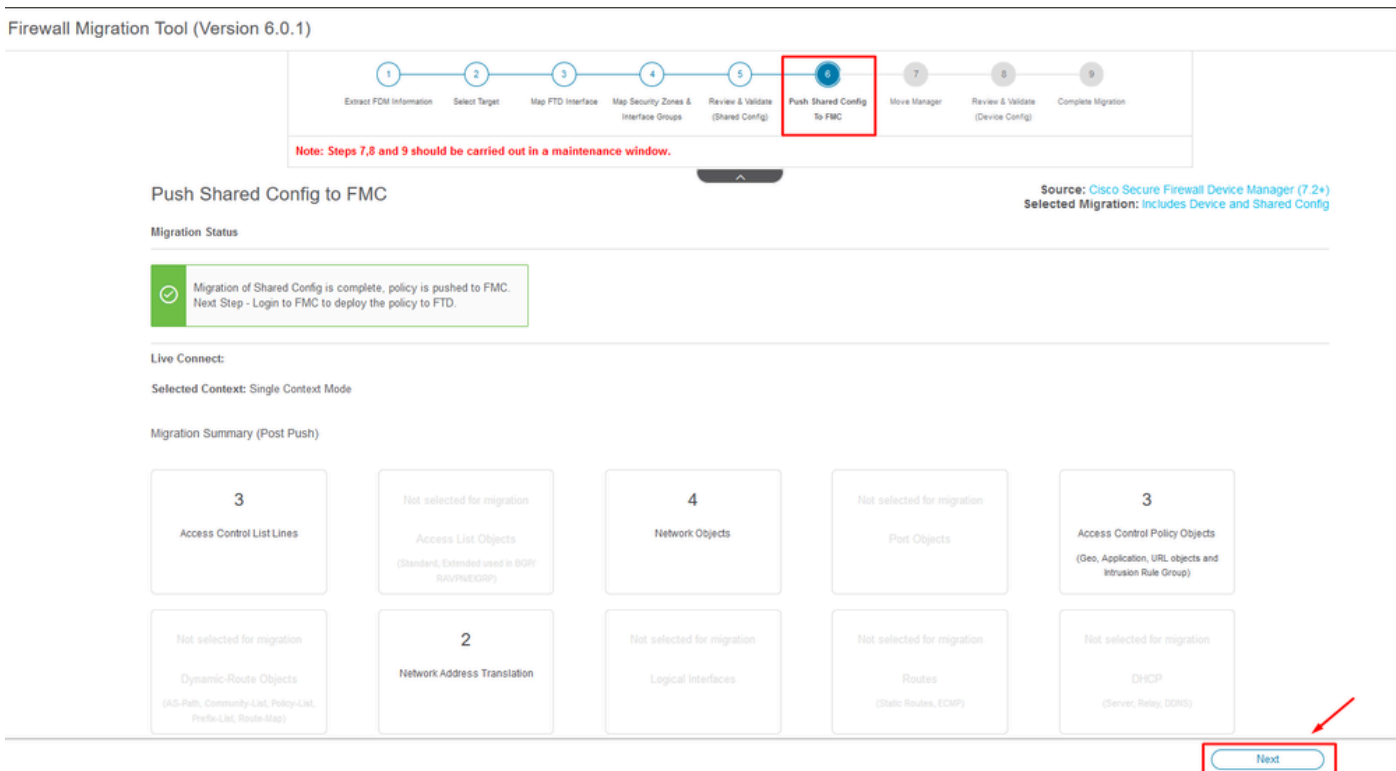 Firewall Migration Tool (Version 6.0.1)
1 2 3 4 5 6 7 8 9
Extract FDM Information
Select Target
Map FTD Interface
Map Security Zones &
Interface Groups
Review & Validate
(Shared Config)
Push Shared Config
To FMC
Move Manager
Review & Validate
(Device Config)
Complete Migration
Note: Steps 7,8 and 9 should be carried out in a maintenance window.
Push Shared Config to FMC
Source: Cisco Secure Firewall Device Manager (7.2+)
Selected Migration: Includes Device and Shared Config
Migration Status
Migration of Shared Config is complete, policy is pushed to FMC.
Next Step - Login to FMC to deploy the policy to FTD.
Live Connect:
Selected Context: Single Context Mode
Migration Summary (Post Push)
3
Access Control List Lines
Not selected for migration
Access List Objects
(Standard, Extended used in BGP/
RAVPN/EIGRP)
4
Network Objects
Not selected for migration
Port Objects
3
Access Control Policy Objects
(Geo, Application, URL objects and
Intrusion Rule Group)
Not selected for migration
Dynamic-Route Objects
(AS-Path, Community-List, Policy-List,
Prefix-List, Route-Map)
2
Network Address Translation
Not selected for migration
Logical Interfaces
Not selected for migration
Routes
(Static Routes, ECMP)
Not selected for migration
DHCP
(Server, Relay, DDNS)
Next